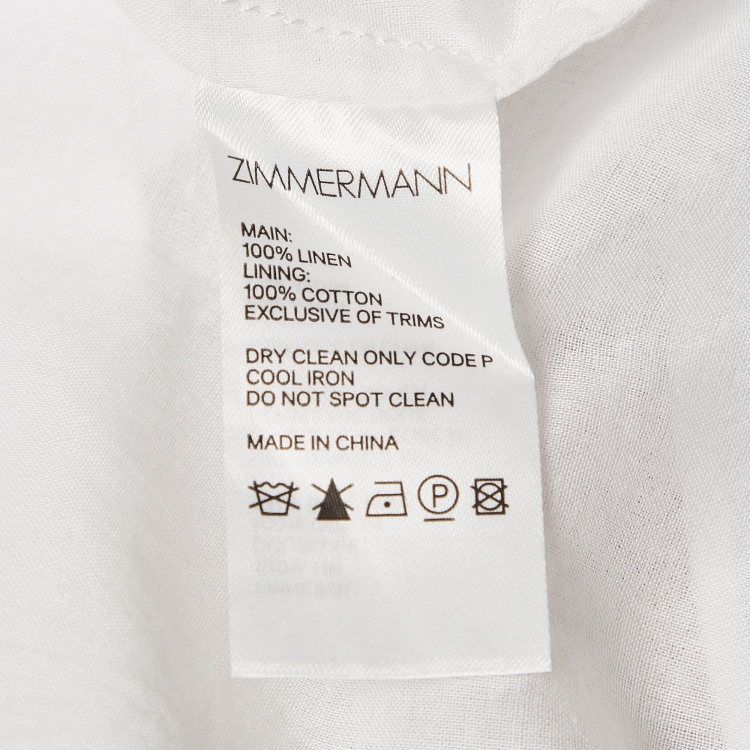 ZIMMERMANN
MAIN:
100% LINEN
LINING:
100% COTTON
EXCLUSIVE OF TRIMS
DRY CLEAN ONLY CODE P
COOL IRON
DO NOT SPOT CLEAN
MADE IN CHINA
P